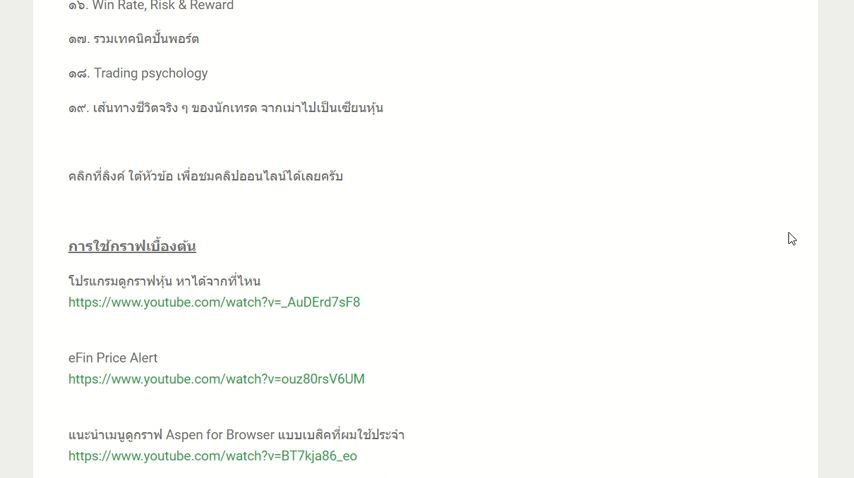 ๑๖. Win Rate, Risk & Reward
๑๗. รวมเทคนิคปั้นพอร์ต
๑๘. Trading psychology
๑๙. เส้นทางชีวิตจริง ๆ ของนักเทรด จากเม่าไปเป็นเซียนหุ้น
คลิกที่ลิงค์ ใต้หัวข้อ เพื่อชมคลิปออนไลน์ได้เลยครับ
การใช้กราฟเบื้องต้น
โปรแกรมดูกราฟหุ้น หาได้จากที่ไหน
https://www.youtube.com/watch?v=_AuDErd7sF8
eFin Price Alert
https://www.youtube.com/watch?v=ouz80rsV6UM
แนะนำเมนูดูกราฟ Aspen for Browser แบบเบสิคที่ผมใช้ประจำ
https://www.youtube.com/watch?v=BT7kja86_eo